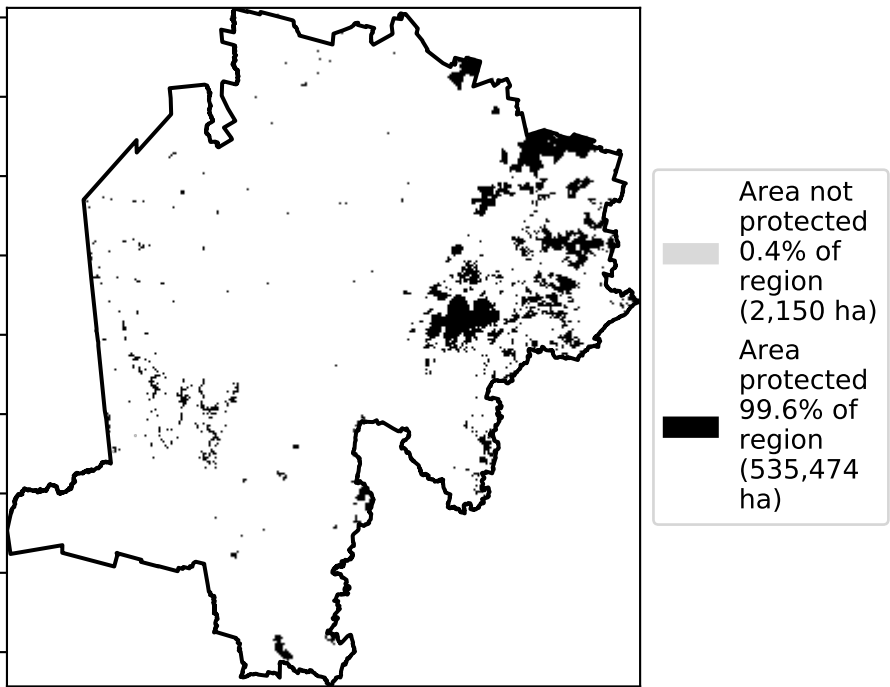 Area not
protected
0.4% of
region
(2,150 ha)
Area
protected
99.6% of
region
(535,474
ha)